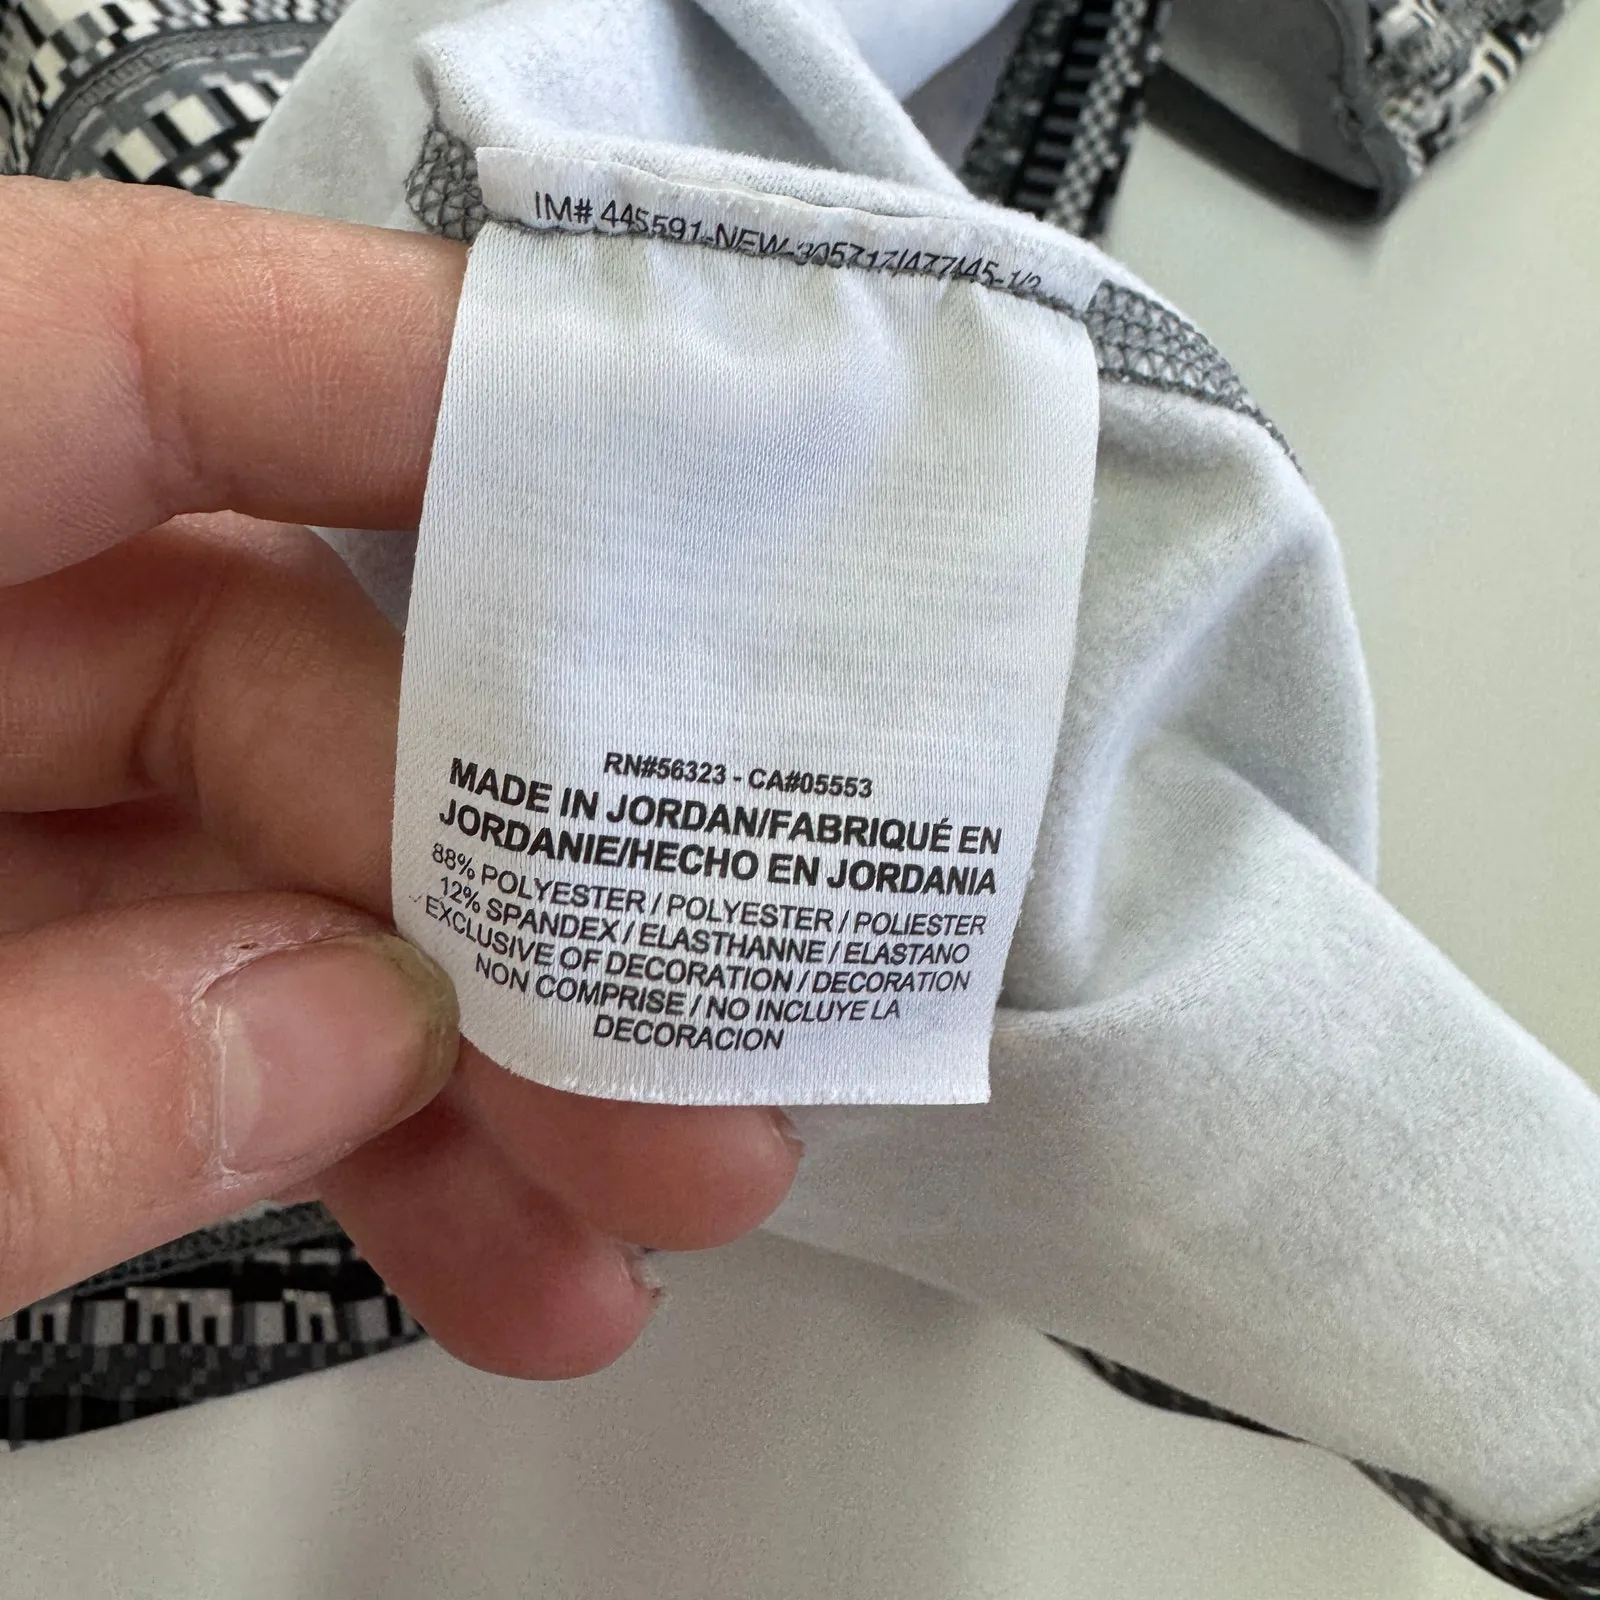 IM# 445591-NEW-305717/477/45-1/2
RN#56323 - CA#05553
MADE IN JORDAN/FABRIQUÉ EN
JORDANIE/HECHO EN JORDANIA
88% POLYESTER / POLYESTER / POLIESTER
12% SPANDEX / ELASTHANNE / ELASTANO
EXCLUSIVE OF DECORATION / DECORATION
NON COMPRISE / NO INCLUYE LA
DECORACION